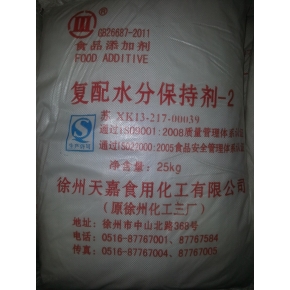 GB26687-2011
食品添加剂
FOOD ADDITIVE
复配水分保持剂-2
苏 XK13-217-00039
通过ISO9001:2008质量管理体系认证
通过ISO22000:2005食品安全管理体系认证
净含量:25kg
徐州天嘉食用化工有限公司
(原徐州化工三厂)
地址:徐州市中山北路358号
电话:0516-87767001、87767584
传真:0516-87764004、87767005